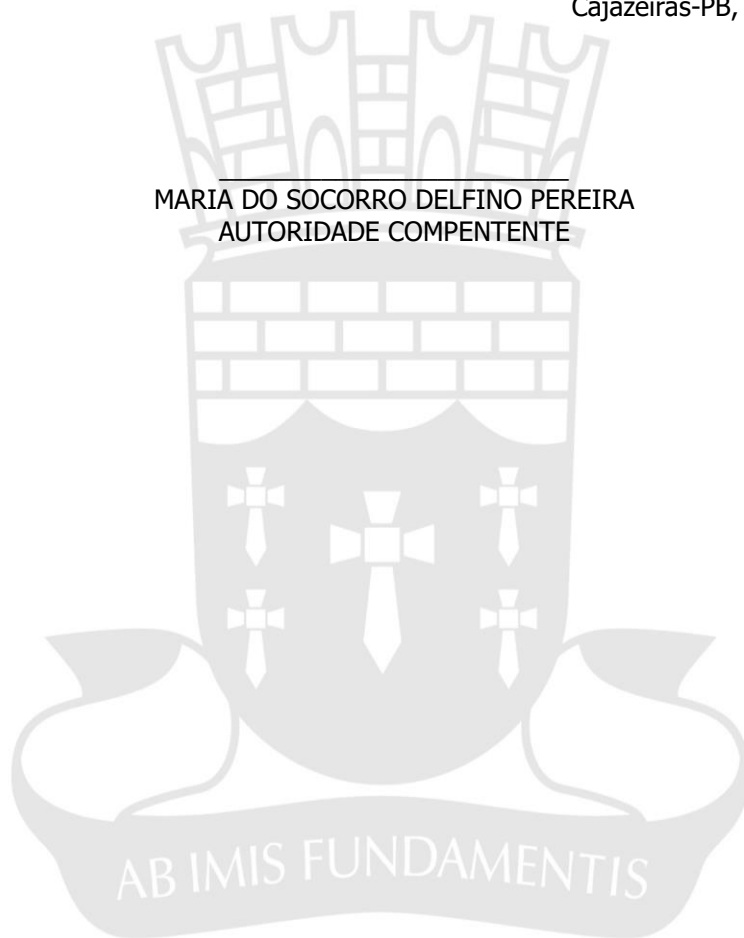 Cajazeiras-PB,
MARIA DO SOCORRO DELFINO PEREIRA
AUTORIDADE COMPENTENTE
AB IMIS FUNDAMENTIS